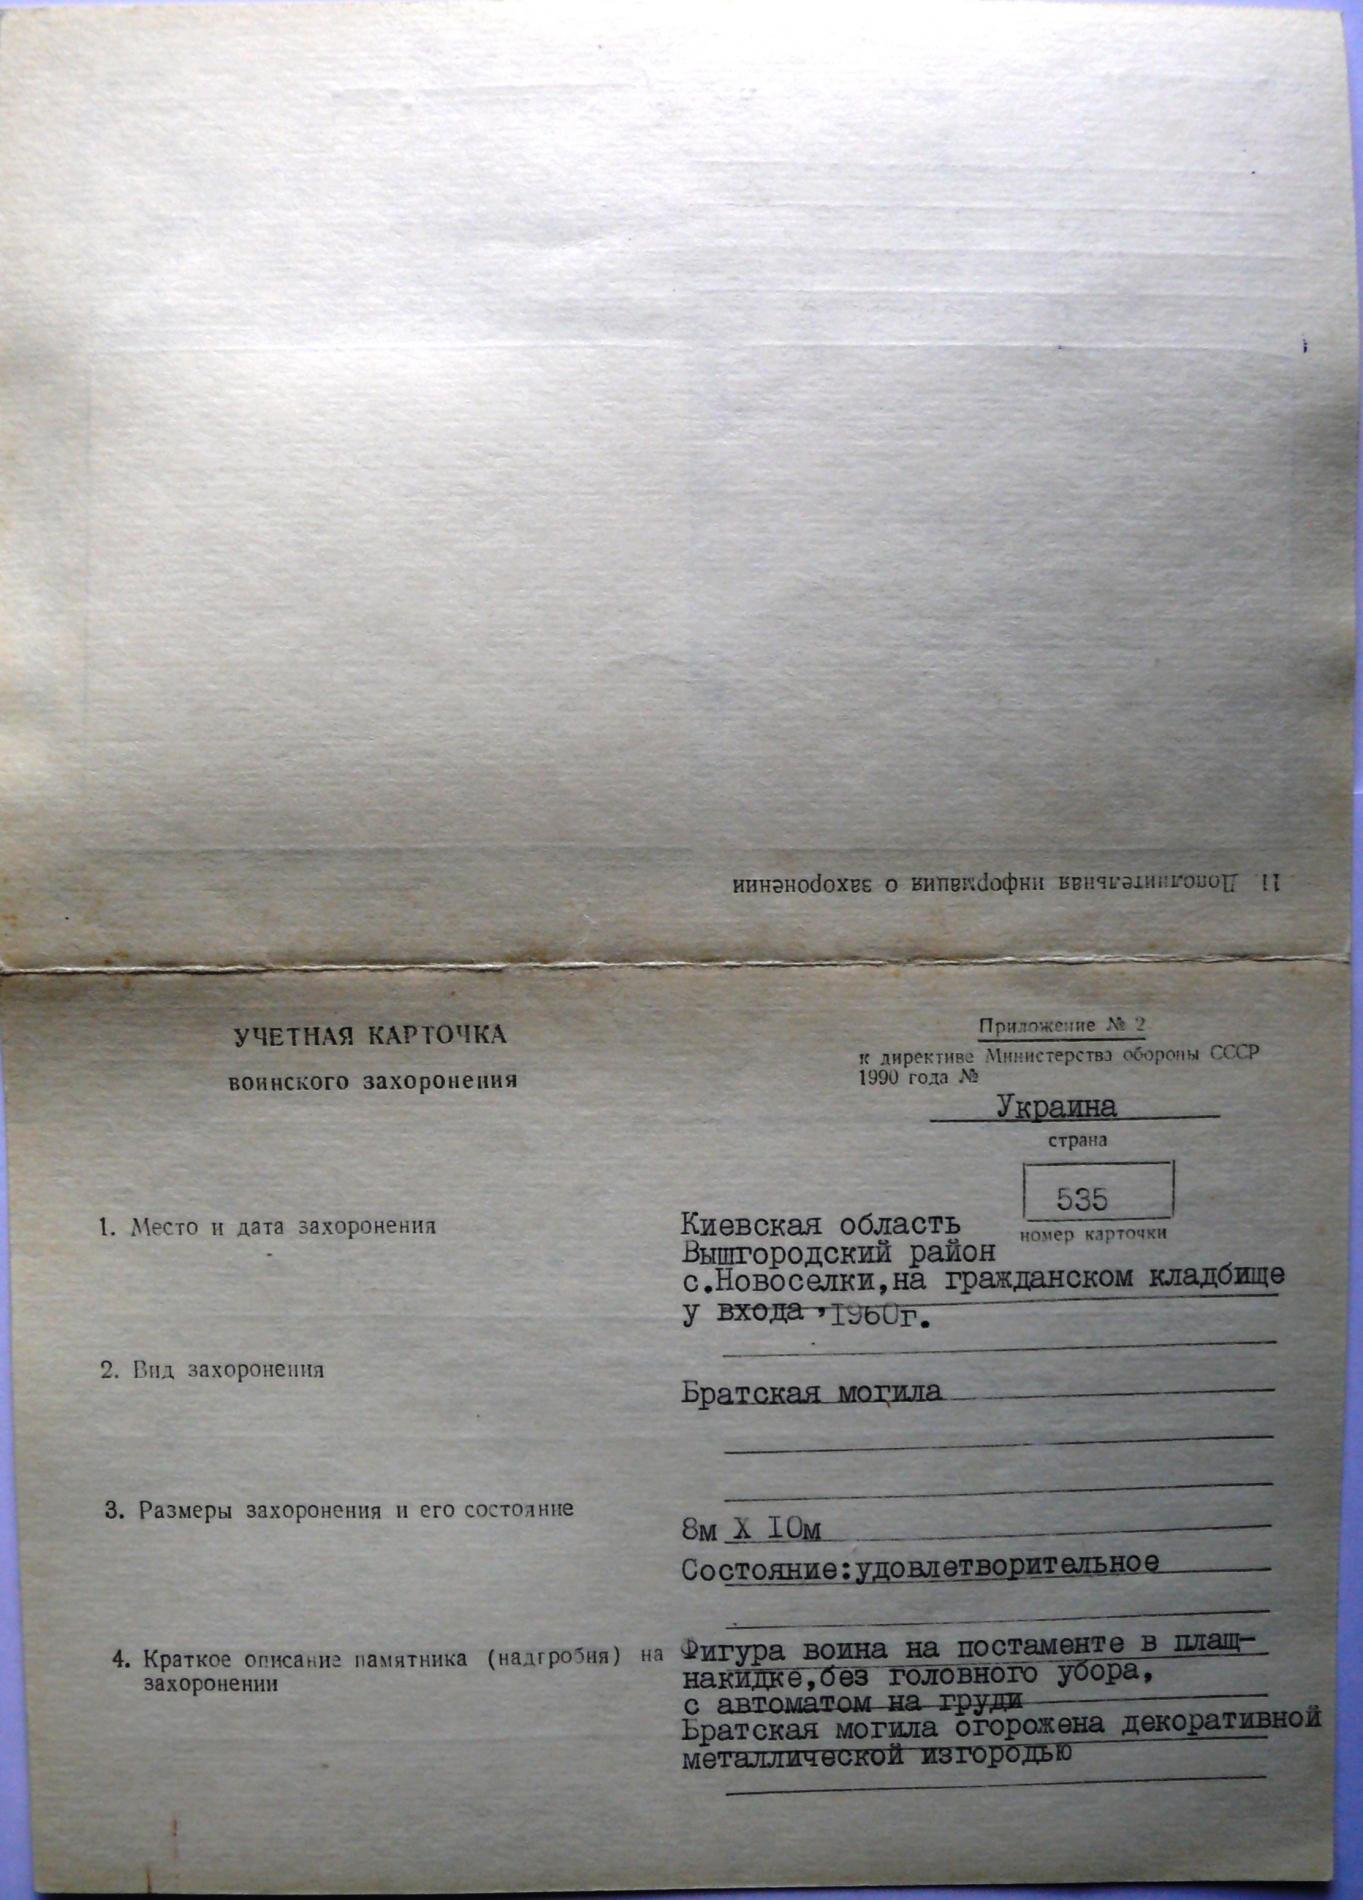 11 Дополнительная информация о захоронении
УЧЕТНАЯ КАРТОЧКА
воинского захоронения
Приложение № 2
к директиве Министерства обороны СССР
1990 года №
Украина
страна
535
номер карточки
1. Место и дата захоронения
Киевская область
Вышгородский район
с.Новоселки,на гражданском кладбище
у входа ,1960г.
2. Вид захоронения
Братская могила
3. Размеры захоронения и его состояние
8м X 10м
Состояние:удовлетворительное
4. Краткое описание памятника (надгробия) на
захоронении
Фигура воина на постаменте в плащ-
накидке,без головного убора,
с автоматом на груди
Братская могила огорожена декоративной
металлической изгородью